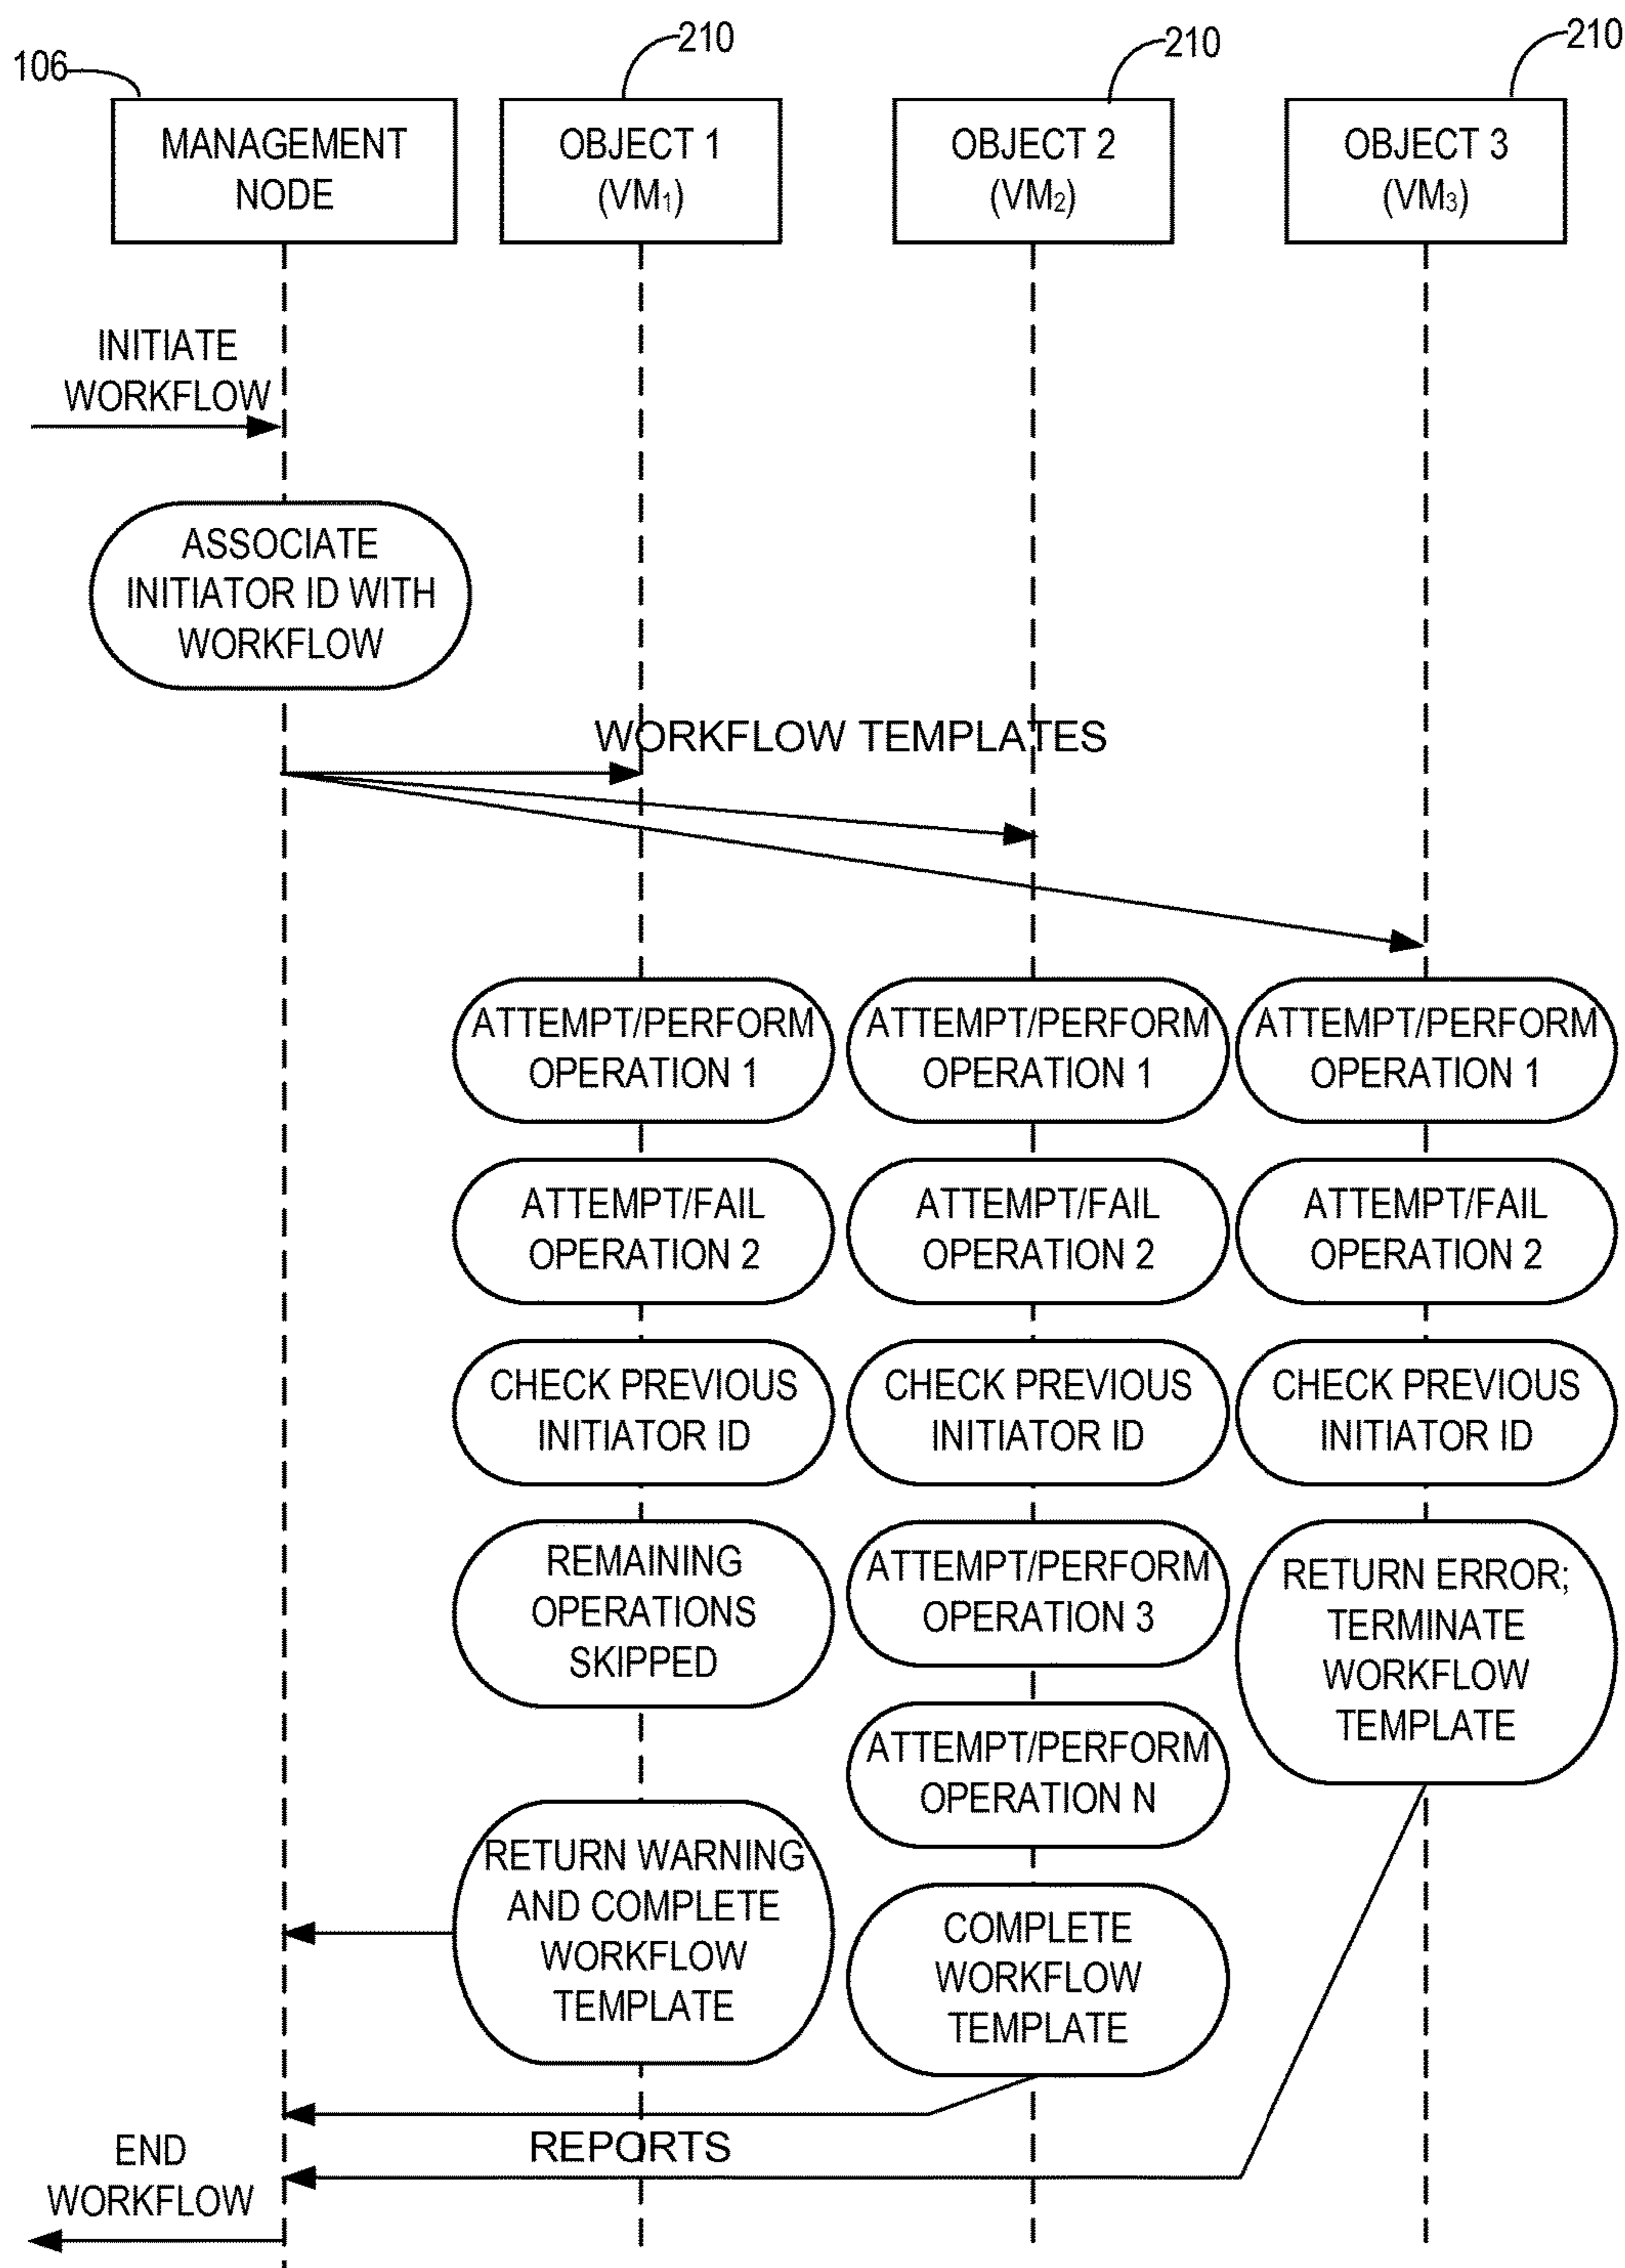 106
210
210
210
MANAGEMENT
NODE
OBJECT 1
(VM1)
OBJECT 2
(VM2)
OBJECT 3
(VM3)
INITIATE
WORKFLOW
ASSOCIATE
INITIATOR ID WITH
WORKFLOW
WORKFLOW TEMPLATES
ATTEMPT/PERFORM
OPERATION 1
ATTEMPT/PERFORM
OPERATION 1
ATTEMPT/PERFORM
OPERATION 1
ATTEMPT/FAIL
OPERATION 2
ATTEMPT/FAIL
OPERATION 2
ATTEMPT/FAIL
OPERATION 2
CHECK PREVIOUS
INITIATOR ID
CHECK PREVIOUS
INITIATOR ID
CHECK PREVIOUS
INITIATOR ID
REMAINING
OPERATIONS
SKIPPED
ATTEMPT/PERFORM
OPERATION 3
RETURN ERROR;
TERMINATE
WORKFLOW
TEMPLATE
ATTEMPT/PERFORM
OPERATION N
RETURN WARNING
AND COMPLETE
WORKFLOW
TEMPLATE
COMPLETE
WORKFLOW
TEMPLATE
REPORTS
END
WORKFLOW